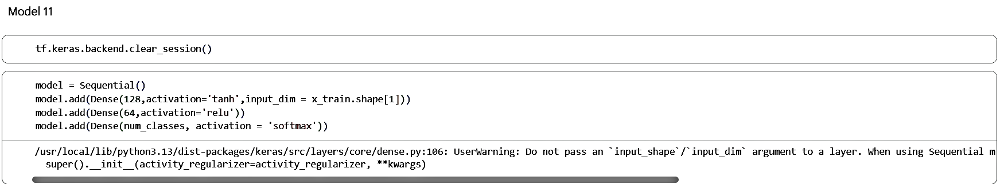 Model 11
tf.keras.backend.clear_session()
model = Sequential()
model.add(Dense(128,activation='tanh',input_dim = x_train.shape[1]))
model.add(Dense(64,activation='relu'))
model.add(Dense(num_classes, activation = 'softmax'))
/usr/local/lib/python3.13/dist-packages/keras/src/layers/core/dense.py:106: UserWarning: Do not pass an `input_shape`/`input_dim` argument to a layer. When using Sequential m
super().__init__(activity_regularizer=activity_regularizer, **kwargs)